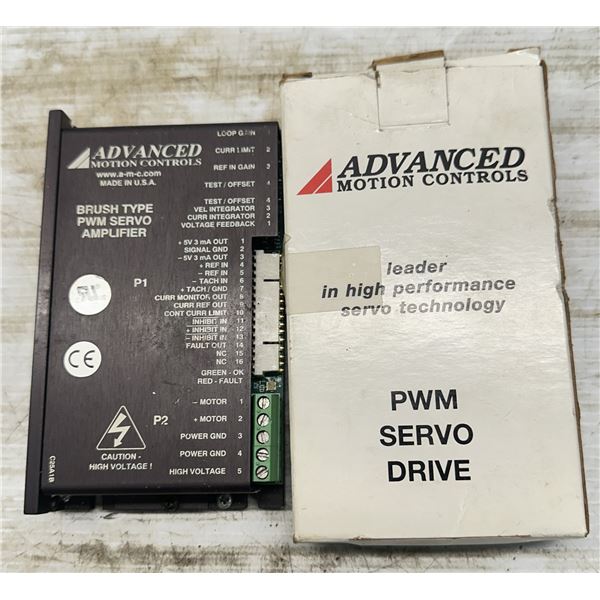 ADVANCED
MOTION CONTROLS
www.a-m-c.com
MADE IN U.S.A.
BRUSH TYPE
PWM SERVO
AMPLIFIER
LOOP GAIN 1
CURR LIMIT 2
REF IN GAIN 3
TEST / OFFSET 4
TEST / OFFSET 4
VEL INTEGRATOR 3
CURR INTEGRATOR 2
VOLTAGE FEEDBACK 1
P1
+ 5V 3 mA OUT 1
SIGNAL GND 2
- 5V 3 mA OUT 3
+ REF IN 4
- REF IN 5
- TACH IN 6
+ TACH / GND 7
CURR MONITOR OUT 8
CURR REF OUT 9
CONT CURR LIMIT 10
INHIBIT IN 11
+ INHIBIT IN 12
- INHIBIT IN 13
FAULT OUT 14
NC 15
NC 16
GREEN - OK
RED - FAULT
CE
P2
- MOTOR 1
+ MOTOR 2
POWER GND 3
POWER GND 4
HIGH VOLTAGE 5
CAUTION -
HIGH VOLTAGE !
C25A1B
ADVANCED
MOTION CONTROLS
leader
in high performance
servo technology
PWM
SERVO
DRIVE